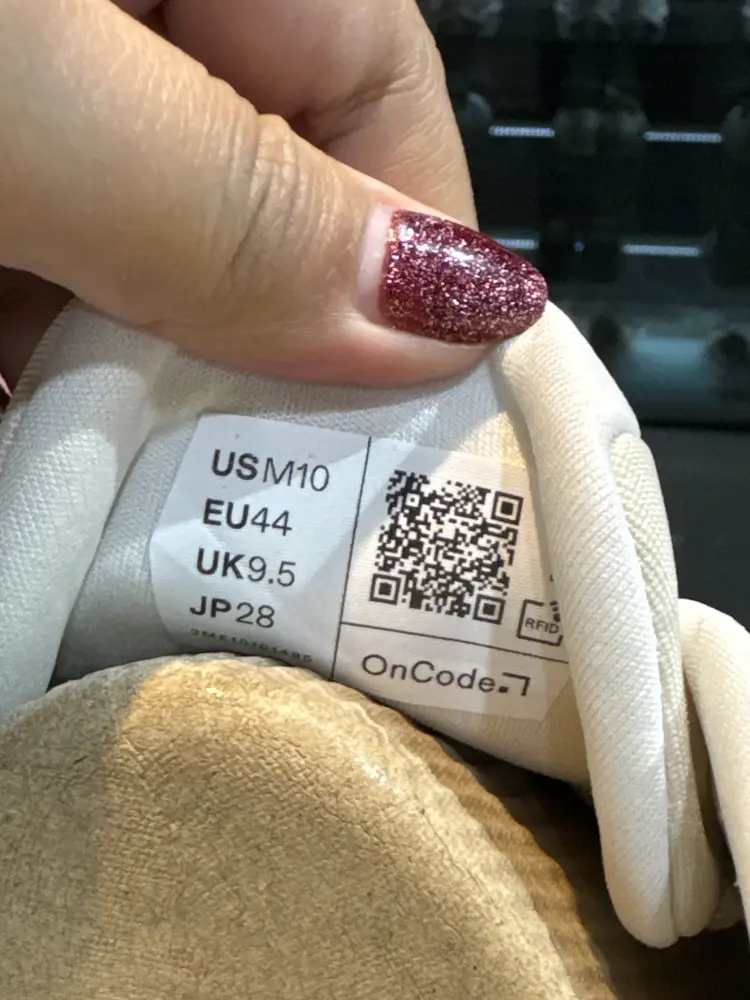 USM10
EU44
UK9.5
JP28
RFID
OnCode